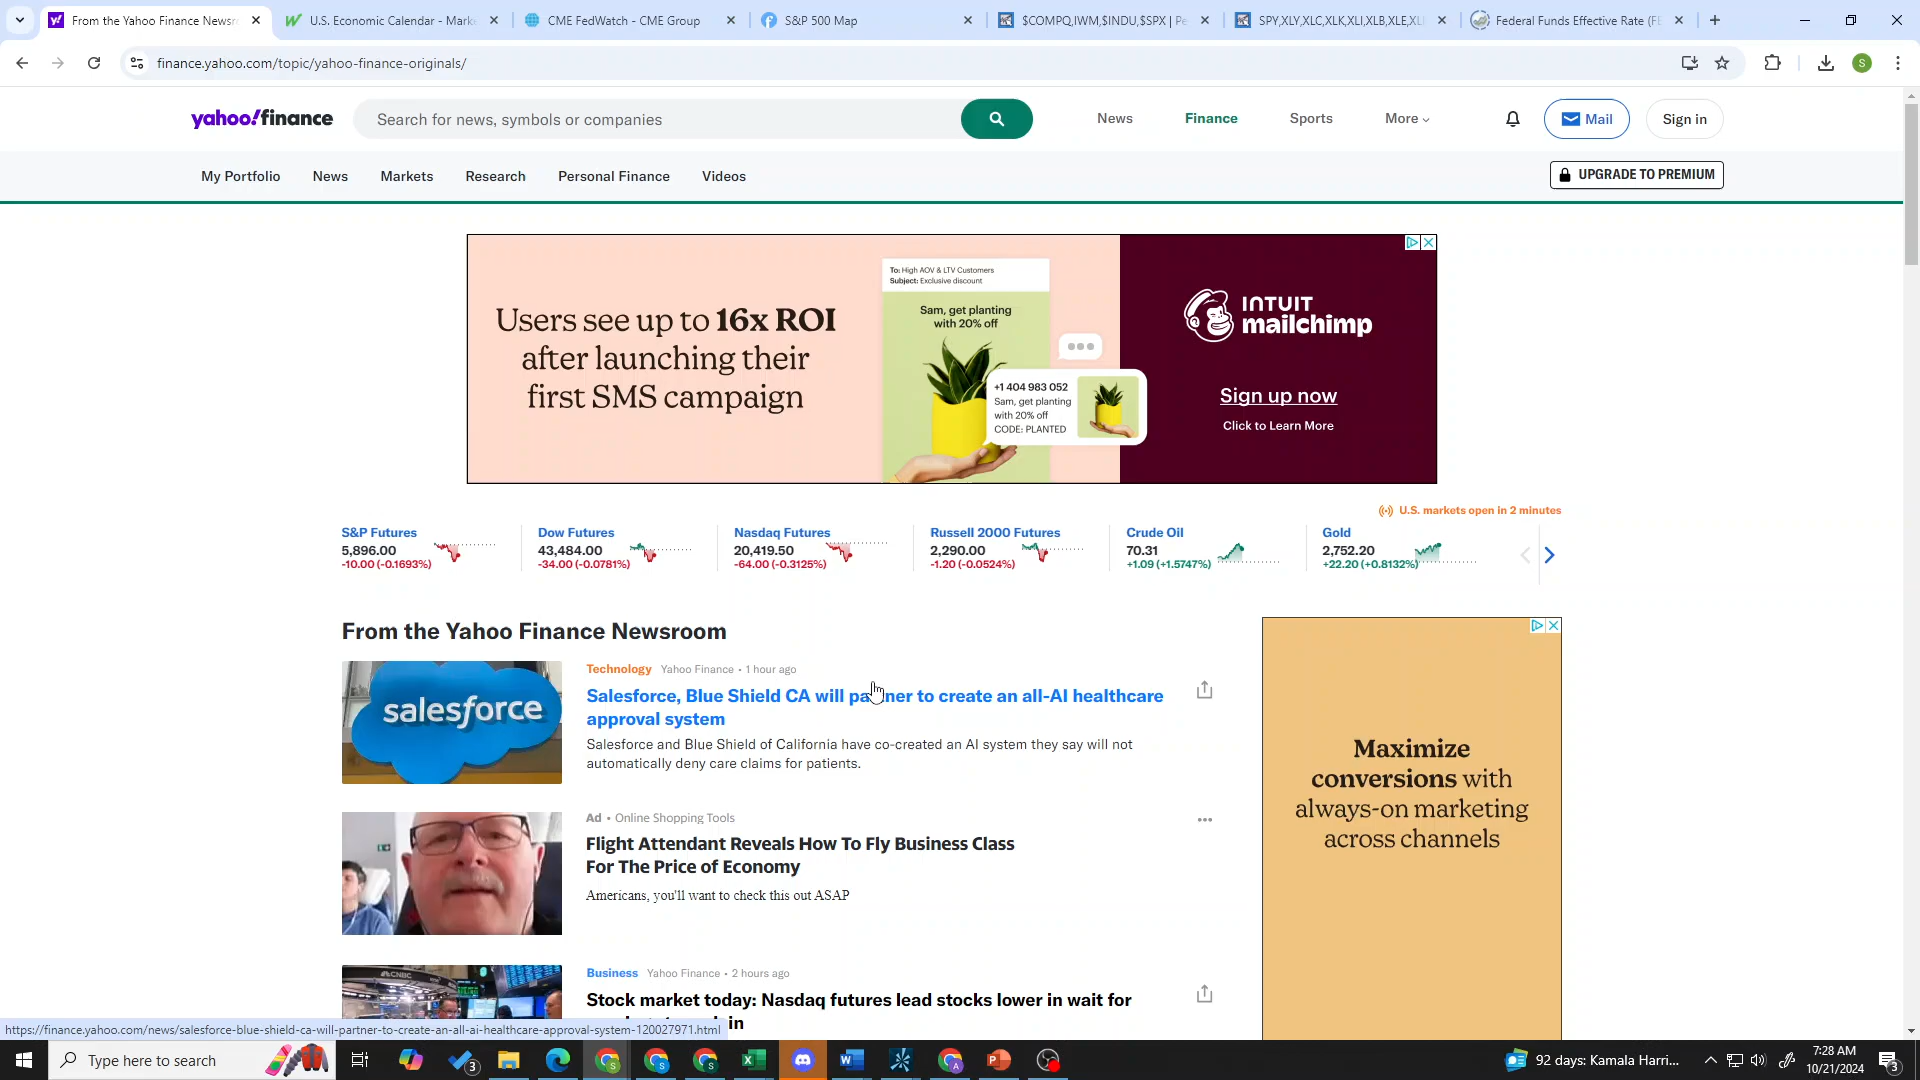 From the Yahoo Finance Newsr
U.S. Economic Calendar - Marke
CME FedWatch - CME Group
S&P 500 Map
$COMPQ,IWM,$INDU,$SPX | Pe
SPY,XLY,XLC,XLK,XLI,XLB,XLE,XLI
Federal Funds Effective Rate (FE
finance.yahoo.com/topic/yahoo-finance-originals/
S
yahoo!finance
Search for news, symbols or companies
News
Finance
Sports
More
Mail
Sign in
My Portfolio
News
Markets
Research
Personal Finance
Videos
UPGRADE TO PREMIUM
Users see up to 16x ROI
after launching their
first SMS campaign
To: High AOV & LTV Customers
Subject: Exclusive discount
Sam, get planting
with 20% off
+1 404 983 052
Sam, get planting
with 20% off
CODE: PLANTED
INTUIT
mailchimp
Sign up now
Click to Learn More
U.S. markets open in 2 minutes
S&P Futures
5,896.00
-10.00 (-0.1693%)
Dow Futures
43,484.00
-34.00 (-0.0781%)
Nasdaq Futures
20,419.50
-64.00 (-0.3125%)
Russell 2000 Futures
2,290.00
-1.20 (-0.0524%)
Crude Oil
70.31
+1.09 (+1.5747%)
Gold
2,752.20
+22.20 (+0.8132%)
From the Yahoo Finance Newsroom
salesforce
Technology Yahoo Finance • 1 hour ago
Salesforce, Blue Shield CA will partner to create an all-AI healthcare
approval system
Salesforce and Blue Shield of California have co-created an AI system they say will not
automatically deny care claims for patients.
Ad • Online Shopping Tools
Flight Attendant Reveals How To Fly Business Class
For The Price of Economy
Americans, you'll want to check this out ASAP
Maximize
conversions with
always-on marketing
across channels
CNBC
Business Yahoo Finance • 2 hours ago
Stock market today: Nasdaq futures lead stocks lower in wait for
in
https://finance.yahoo.com/news/salesforce-blue-shield-ca-will-partner-to-create-an-all-ai-healthcare-approval-system-120027971.html
Type here to search
3
92 days: Kamala Harri...
7:28 AM
10/21/2024
3